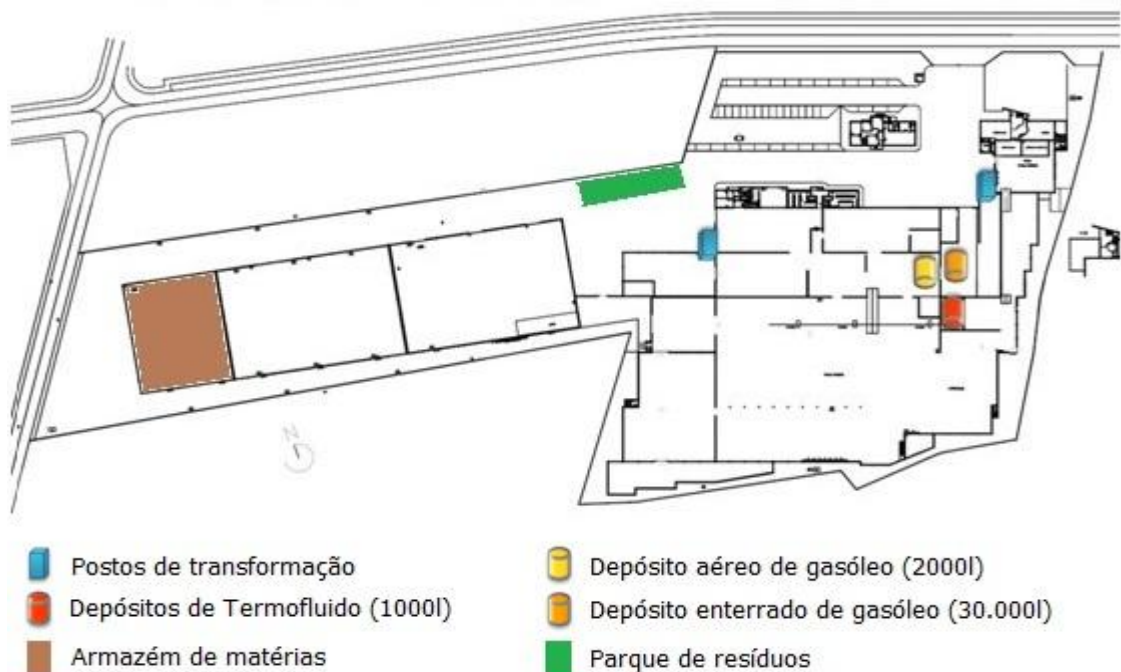 N
Postos de transformação
Depósito aéreo de gasóleo (2000l)
Depósitos de Termofluido (1000l)
Depósito enterrado de gasóleo (30.000l)
Armazém de matérias
Parque de resíduos